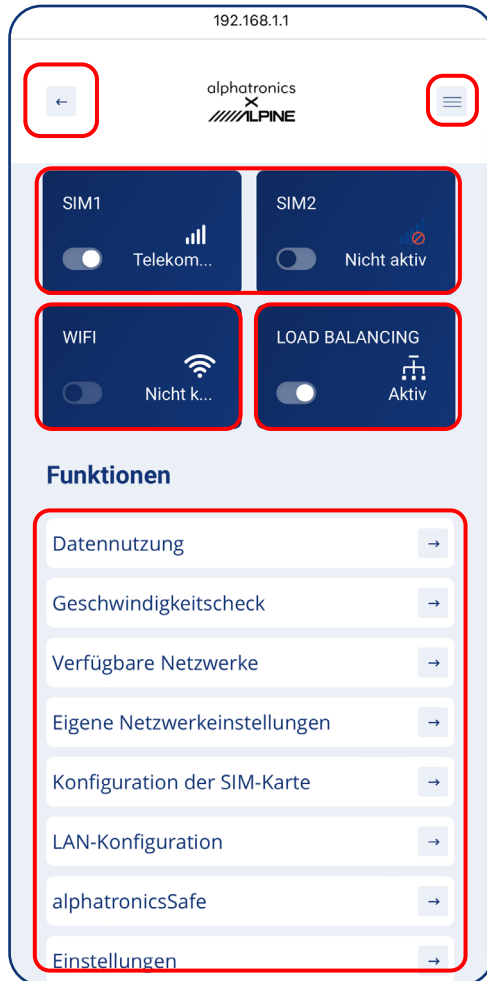 192.168.1.1
alphatronics
×
ALPINE
SIM1
Telekom...
SIM2
Nicht aktiv
WIFI
Nicht k...
LOAD BALANCING
Aktiv
Funktionen
Datennutzung
Geschwindigkeitscheck
Verfügbare Netzwerke
Eigene Netzwerkeinstellungen
Konfiguration der SIM-Karte
LAN-Konfiguration
alphatronicsSafe
Einstellungen